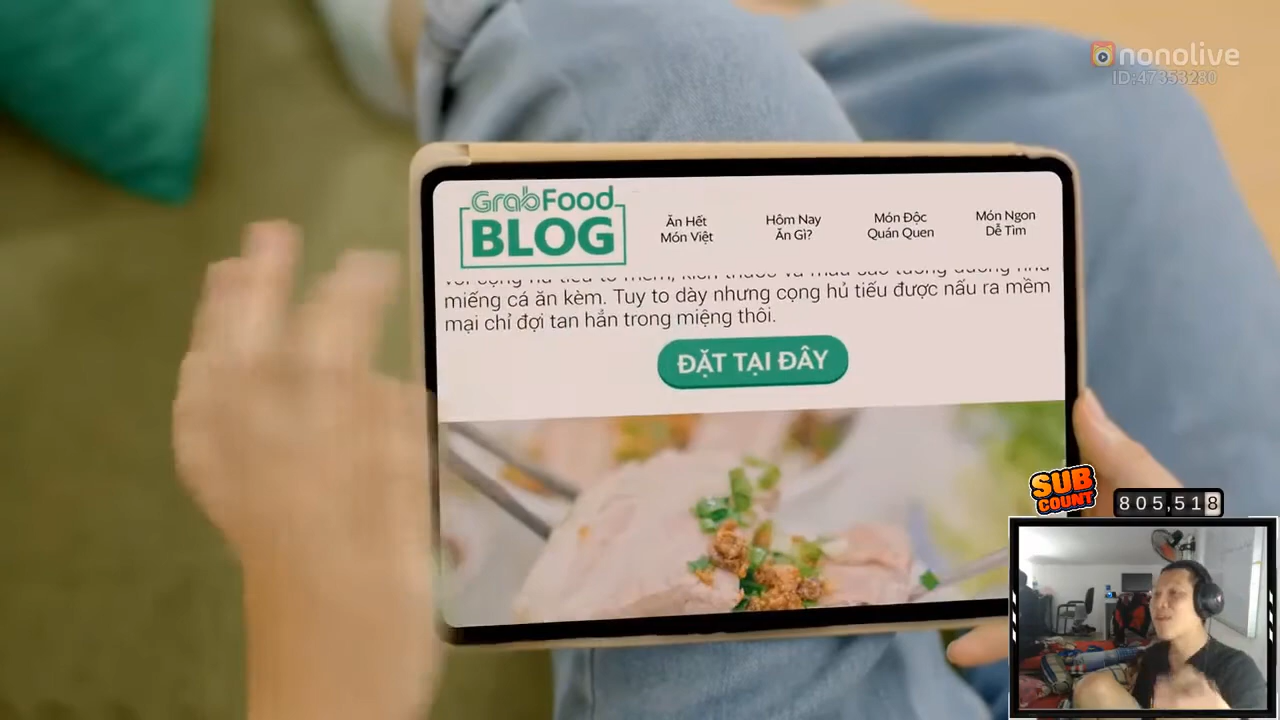 nonolive
ID:47353280
GrabFood
BLOG
Ăn Hết
Món Việt
Hôm Nay
Ăn Gì?
Món Độc
Quán Quen
Món Ngon
Dễ Tìm
miếng cá ăn kèm. Tuy to dày nhưng cọng hủ tiếu được nấu ra mềm
mại chỉ đợi tan hẳn trong miệng thôi.
ĐẶT TẠI ĐÂY
SUB
COUNT
805,518